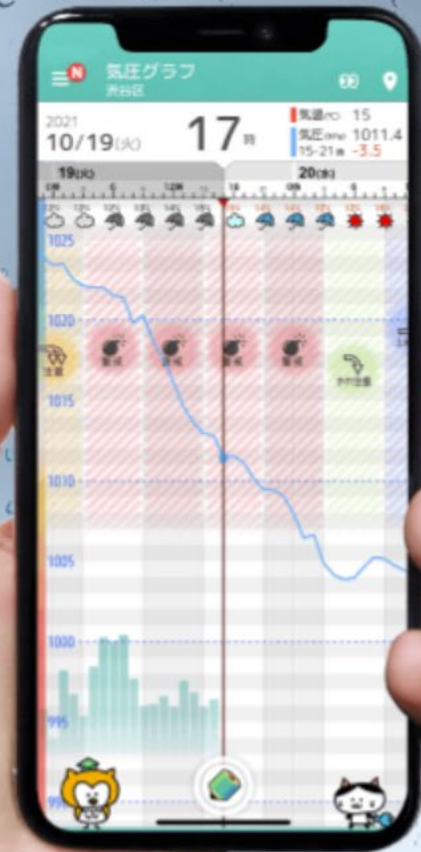 N
気圧グラフ
渋谷区
2021
10/19(火)
17時
気温(℃) 15
気圧(hPa) 1011.4
15-21時 -3.5
19(火)
20(水)
1025
1020
警戒
警戒
警戒
警戒
注意
やや注意
1015
1010
1005
1000
995